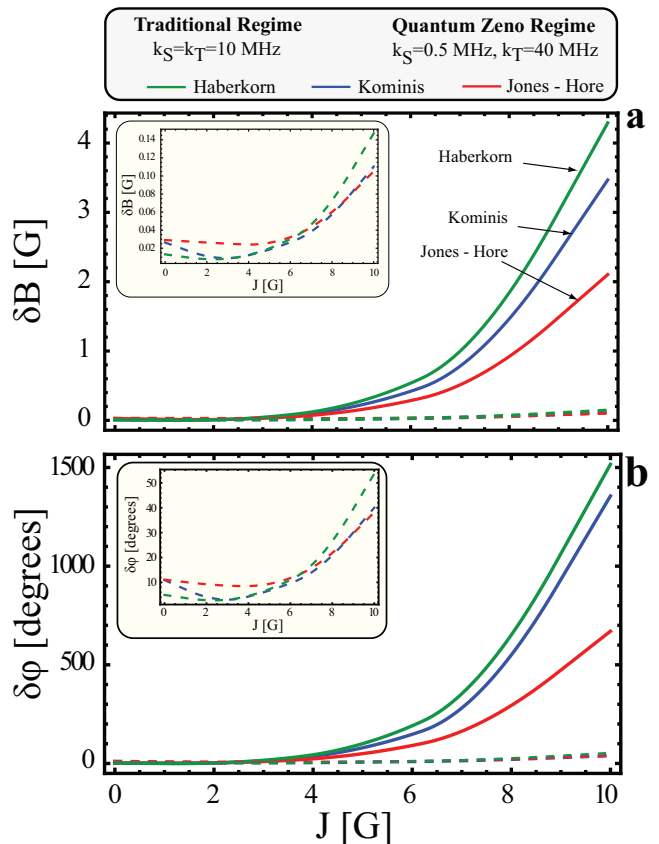 Traditional Regime Quantum Zeno Regime
kS=kT=10 MHz kS=0.5 MHz, kT=40 MHz
Haberkorn Kominis Jones - Hore
a
4
3
2
1
0
δB [G]
Haberkorn
Kominis
Jones - Hore
0.14
0.12
0.10
0.08
0.06
0.04
0.02
δB [G]
0 2 4 6 8 10
J [G]
b
1500
1000
500
0
δφ [degrees]
50
40
30
20
10
δφ [degrees]
0 2 4 6 8 10
J [G]
0 2 4 6 8 10
J [G]